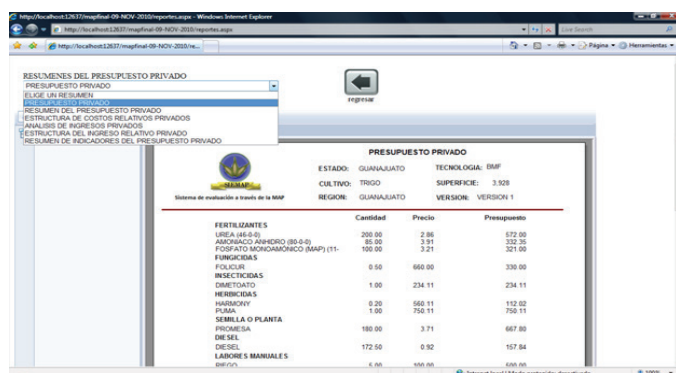 http://localhost:12637/mapfinal-09-NOV-2010/reportes.aspx - Windows Internet Explorer
http://localhost:12637/mapfinal-09-NOV-2010/reportes.aspx
Live Search
http://localhost:12637/mapfinal-09-NOV-2010/re...
Página
Herramientas
RESUMENES DEL PRESUPUESTO PRIVADO
PRESUPUESTO PRIVADO
ELIGE UN RESUMEN
PRESUPUESTO PRIVADO
RESUMEN DEL PRESUPUESTO PRIVADO
ESTRUCTURA DE COSTOS RELATIVOS PRIVADOS
ANALISIS DE INGRESOS PRIVADOS
ESTRUCTURA DEL INGRESO RELATIVO PRIVADO
RESUMEN DE INDICADORES DEL PRESUPUESTO PRIVADO
regresar
PRESUPUESTO PRIVADO
ESTADO: GUANAJUATO TECNOLOGIA: BMF
SIEMAP
CULTIVO: TRIGO SUPERFICIE: 3.928
Sistema de evaluación a través de la MAP
REGION: GUANAJUATO VERSION: VERSION 1
Cantidad Precio Presupuesto
FERTILIZANTES
UREA (46-0-0) 200.00 2.86 572.00
AMONIACO ANHIDRO (80-0-0) 85.00 3.91 332.35
FOSFATO MONOAMÓNICO (MAP) (11- 100.00 3.21 321.00
FUNGICIDAS
FOLICUR 0.50 660.00 330.00
INSECTICIDAS
DIMETOATO 1.00 234.11 234.11
HERBICIDAS
HARMONY 0.20 560.11 112.02
PUMA 1.00 750.11 750.11
SEMILLA O PLANTA
PROMESA 180.00 3.71 667.80
DIESEL
DIESEL 172.50 0.92 157.84
LABORES MANUALES
RIEGO 5.00 100.00 500.00